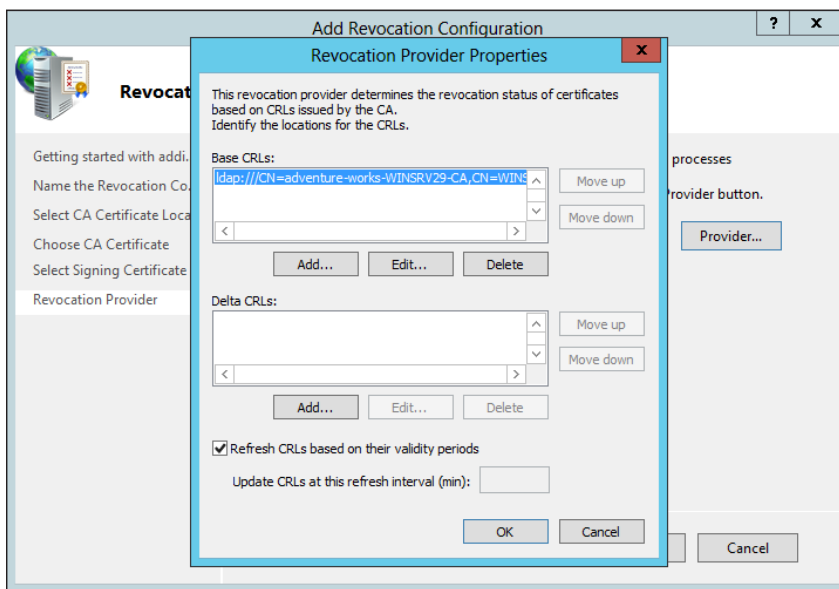 Add Revocation Configuration
? x
Revocation Provider Properties
x
Revocat
This revocation provider determines the revocation status of certificates
based on CRLs issued by the CA.
Identify the locations for the CRLs.
Getting started with addi.
Name the Revocation Co.
Select CA Certificate Loca
Choose CA Certificate
Select Signing Certificate
Revocation Provider
Base CRLs:
ldap:///CN=adventure-works-WINSRV29-CA,CN=WINS
Move up
Move down
Add...
Edit...
Delete
Delta CRLs:
Move up
Move down
Add...
Edit...
Delete
Refresh CRLs based on their validity periods
Update CRLs at this refresh interval (min):
OK
Cancel
processes
Provider button.
Provider...
Cancel